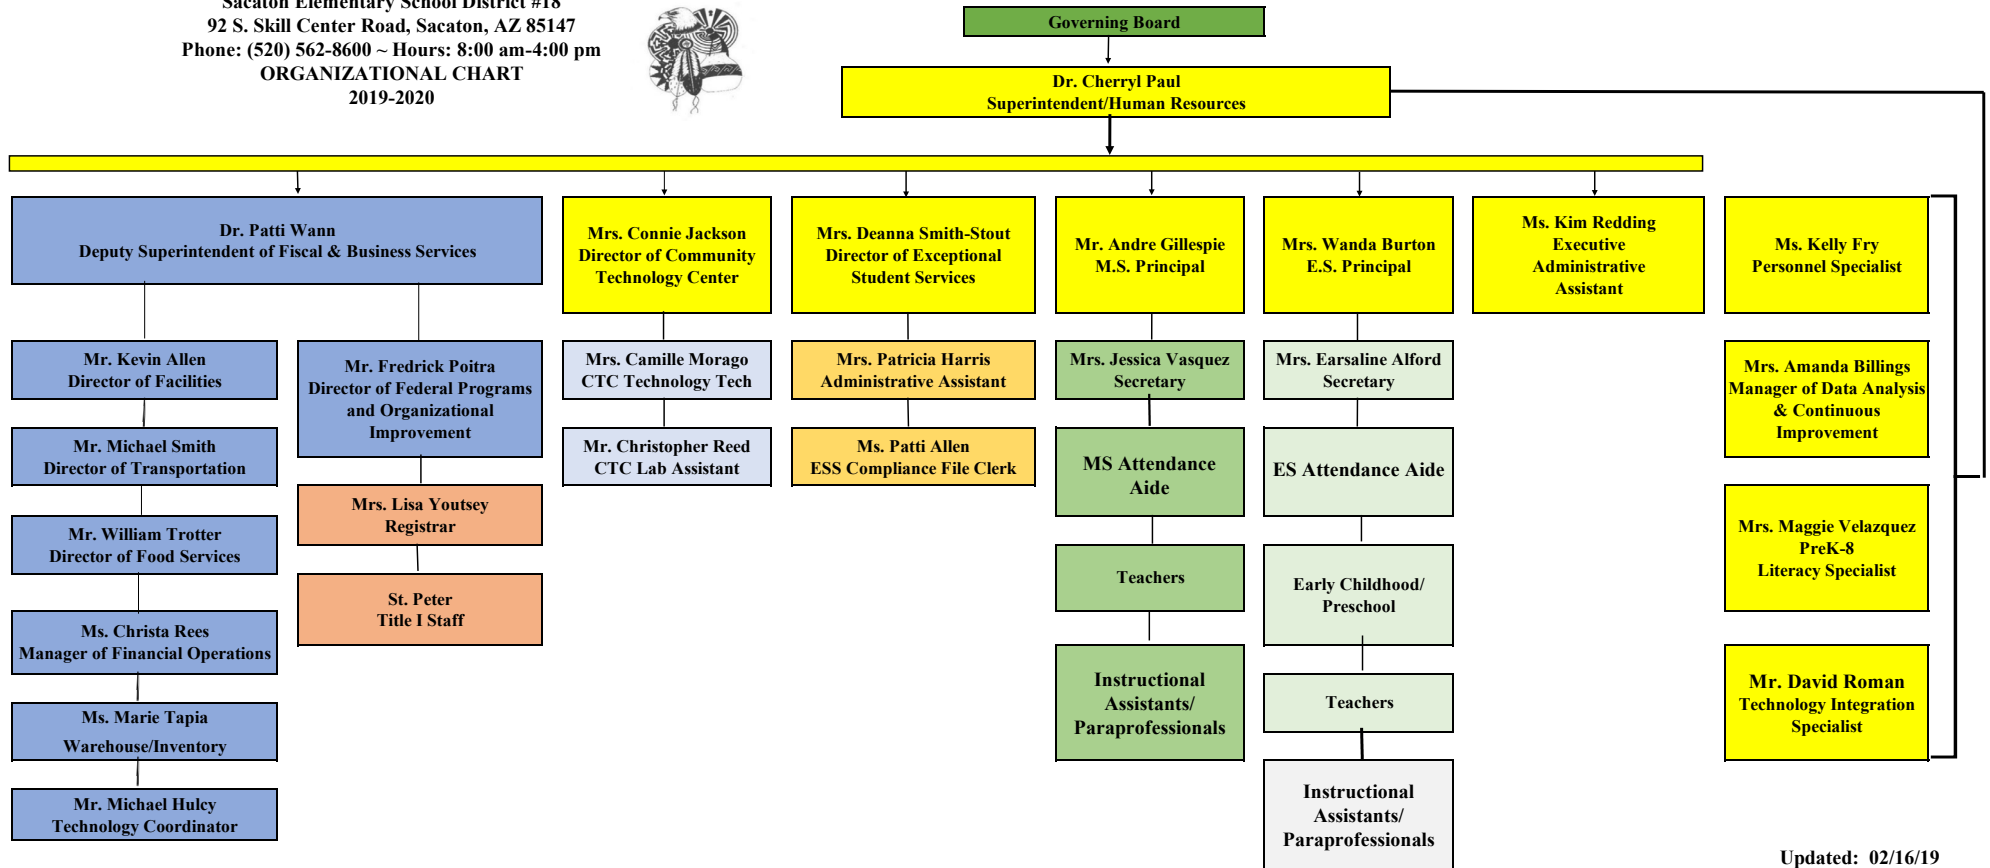 Sacaton Elementary School District #18
92 S. Skill Center Road, Sacaton, AZ 85147
Phone: (520) 562-8600 ~ Hours: 8:00 am-4:00 pm
ORGANIZATIONAL CHART
2019-2020
Governing Board
Dr. Cherryl Paul
Superintendent/Human Resources
Dr. Patti Wann
Deputy Superintendent of Fiscal & Business Services
Mrs. Connie Jackson
Director of Community
Technology Center
Mrs. Deanna Smith-Stout
Director of Exceptional
Student Services
Mr. Andre Gillespie
M.S. Principal
Mrs. Wanda Burton
E.S. Principal
Ms. Kim Redding
Executive
Administrative
Assistant
Ms. Kelly Fry
Personnel Specialist
Mr. Kevin Allen
Director of Facilities
Mr. Michael Smith
Director of Transportation
Mr. William Trotter
Director of Food Services
Ms. Christa Rees
Manager of Financial Operations
Ms. Marie Tapia
Warehouse/Inventory
Mr. Michael Hulcy
Technology Coordinator
Mr. Fredrick Poitra
Director of Federal Programs
and Organizational
Improvement
Mrs. Lisa Youtsey
Registrar
St. Peter
Title I Staff
Mrs. Camille Morago
CTC Technology Tech
Mr. Christopher Reed
CTC Lab Assistant
Mrs. Patricia Harris
Administrative Assistant
Ms. Patti Allen
ESS Compliance File Clerk
Mrs. Jessica Vasquez
Secretary
MS Attendance
Aide
Teachers
Instructional
Assistants/
Paraprofessionals
Mrs. Earsaline Alford
Secretary
ES Attendance Aide
Early Childhood/
Preschool
Teachers
Instructional
Assistants/
Paraprofessionals
Mrs. Amanda Billings
Manager of Data Analysis
& Continuous
Improvement
Mrs. Maggie Velazquez
PreK-8
Literacy Specialist
Mr. David Roman
Technology Integration
Specialist
Updated: 02/16/19